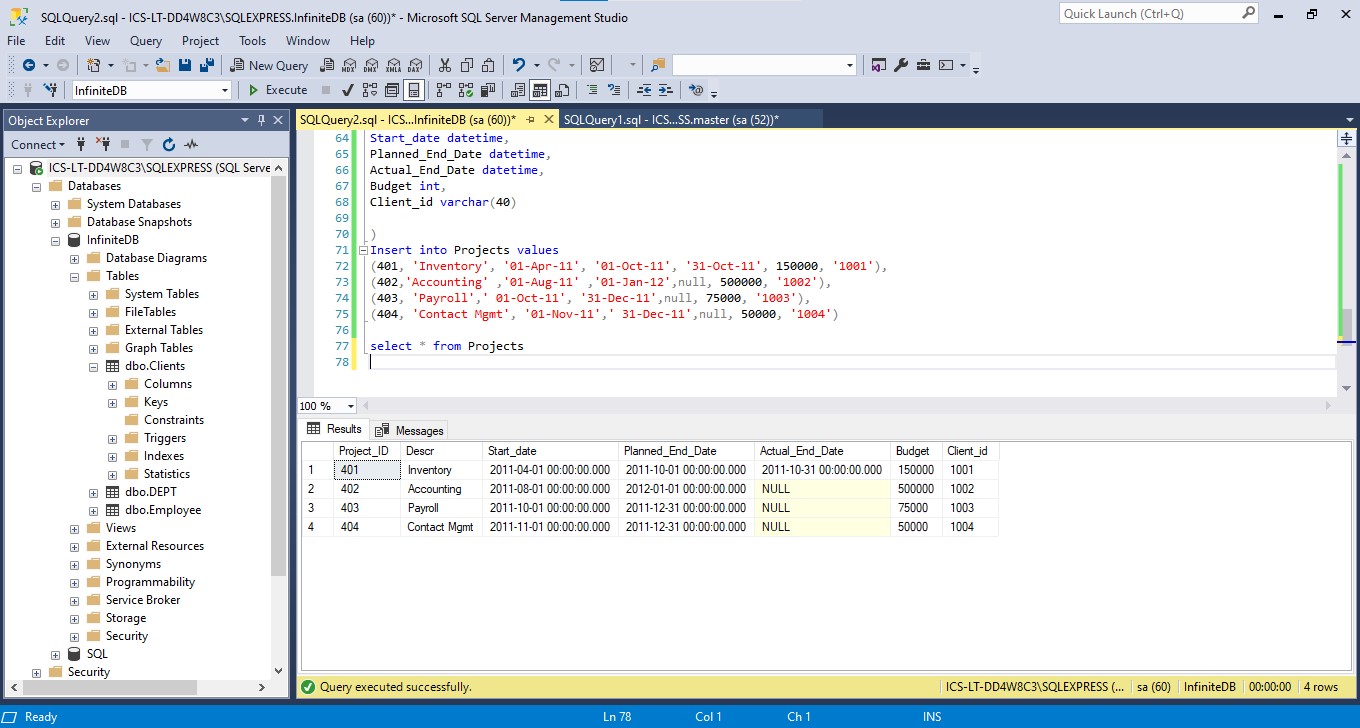 SQLQuery2.sql - ICS-LT-DD4W8C3\SQLEXPRESS.InfiniteDB (sa (60))* - Microsoft SQL Server Management Studio
Quick Launch (Ctrl+Q)
File Edit View Query Project Tools Window Help
New Query MDX DMX XMLA DAX
InfiniteDB Execute
Object Explorer
Connect
ICS-LT-DD4W8C3\SQLEXPRESS (SQL Serve
Databases
System Databases
Database Snapshots
InfiniteDB
Database Diagrams
Tables
System Tables
FileTables
External Tables
Graph Tables
dbo.Clients
Columns
Keys
Constraints
Triggers
Indexes
Statistics
dbo.DEPT
dbo.Employee
Views
External Resources
Synonyms
Programmability
Service Broker
Storage
Security
SQL
Security
SQLQuery2.sql - ICS...InfiniteDB (sa (60))* SQLQuery1.sql - ICS...SS.master (sa (52))*
64 Start_date datetime,
65 Planned_End_Date datetime,
66 Actual_End_Date datetime,
67 Budget int,
68 Client_id varchar(40)
69
70 )
71 Insert into Projects values
72 (401, 'Inventory', '01-Apr-11', '01-Oct-11', '31-Oct-11', 150000, '1001'),
73 (402,'Accounting' ,'01-Aug-11' ,'01-Jan-12',null, 500000, '1002'),
74 (403, 'Payroll',' 01-Oct-11', '31-Dec-11',null, 75000, '1003'),
75 (404, 'Contact Mgmt', '01-Nov-11',' 31-Dec-11',null, 50000, '1004')
76
77 select * from Projects
78
100 %
Results Messages
Project_ID Descr Start_date Planned_End_Date Actual_End_Date Budget Client_id
1 401 Inventory 2011-04-01 00:00:00.000 2011-10-01 00:00:00.000 2011-10-31 00:00:00.000 150000 1001
2 402 Accounting 2011-08-01 00:00:00.000 2012-01-01 00:00:00.000 NULL 500000 1002
3 403 Payroll 2011-10-01 00:00:00.000 2011-12-31 00:00:00.000 NULL 75000 1003
4 404 Contact Mgmt 2011-11-01 00:00:00.000 2011-12-31 00:00:00.000 NULL 50000 1004
Query executed successfully. ICS-LT-DD4W8C3\SQLEXPRESS (... sa (60) InfiniteDB 00:00:00 4 rows
Ready Ln 78 Col 1 Ch 1 INS